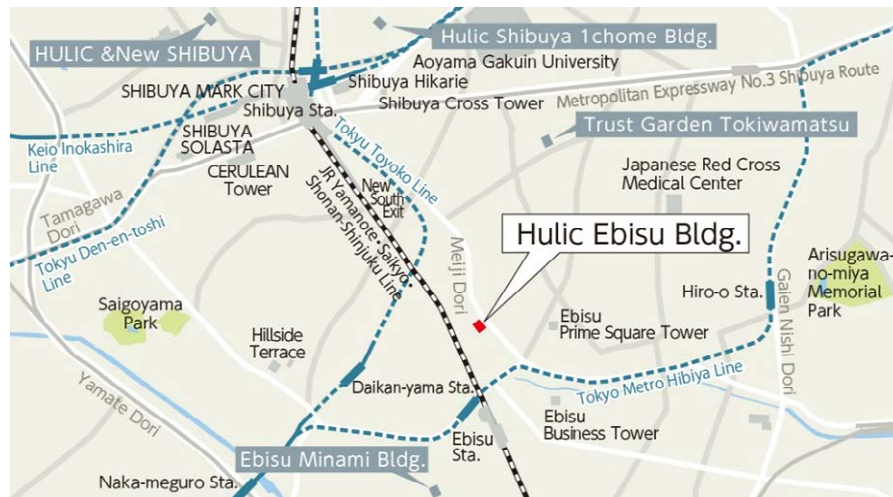 HULIC &New SHIBUYA
Hulic Shibuya 1chome Bldg.
Aoyama Gakuin University
Shibuya Hikarie
SHIBUYA MARK CITY
Shibuya Sta.
Shibuya Cross Tower
Metropolitan Expressway No.3 Shibuya Route
Trust Garden Tokiwamatsu
SHIBUYA
SOLASTA
Keio Inokashira
Line
CERULEAN
Tower
Tokyu Toyoko Line
Japanese Red Cross
Medical Center
New
South
Exit
JR Yamanote・Saikyo・
Shonan-Shinjuku Line
Tamagawa
Dori
Tokyu Den-en-toshi
Line
Meiji Dori
Hulic Ebisu Bldg.
Arisugawa-
no-miya
Memorial
Park
Hiro-o Sta.
Gaien Nishi Dori
Saigoyama
Park
Hillside
Terrace
Ebisu
Prime Square Tower
Yamate Dori
Daikan-yama Sta.
Tokyo Metro Hibiya Line
Ebisu
Business Tower
Ebisu
Sta.
Ebisu Minami Bldg.
Naka-meguro Sta.